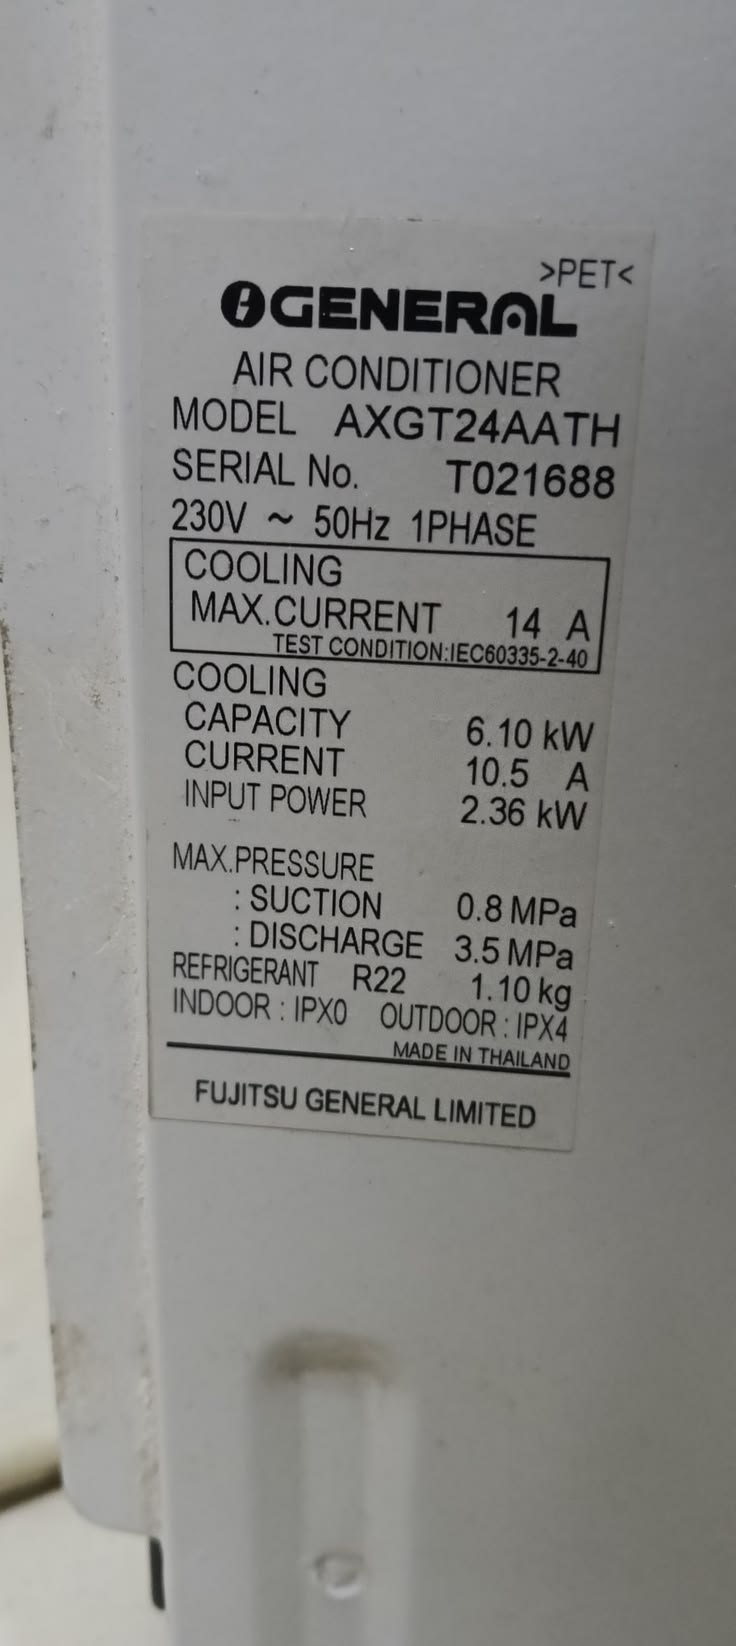 >PET<
GENERAL
AIR CONDITIONER
MODEL AXGT24AATH
SERIAL No. T021688
230V ~ 50Hz 1PHASE
COOLING
MAX.CURRENT 14 A
TEST CONDITION:IEC60335-2-40
COOLING
CAPACITY 6.10 kW
CURRENT 10.5 A
INPUT POWER 2.36 kW
MAX.PRESSURE
: SUCTION 0.8 MPa
: DISCHARGE 3.5 MPa
REFRIGERANT R22 1.10 kg
INDOOR : IPX0 OUTDOOR : IPX4
MADE IN THAILAND
FUJITSU GENERAL LIMITED